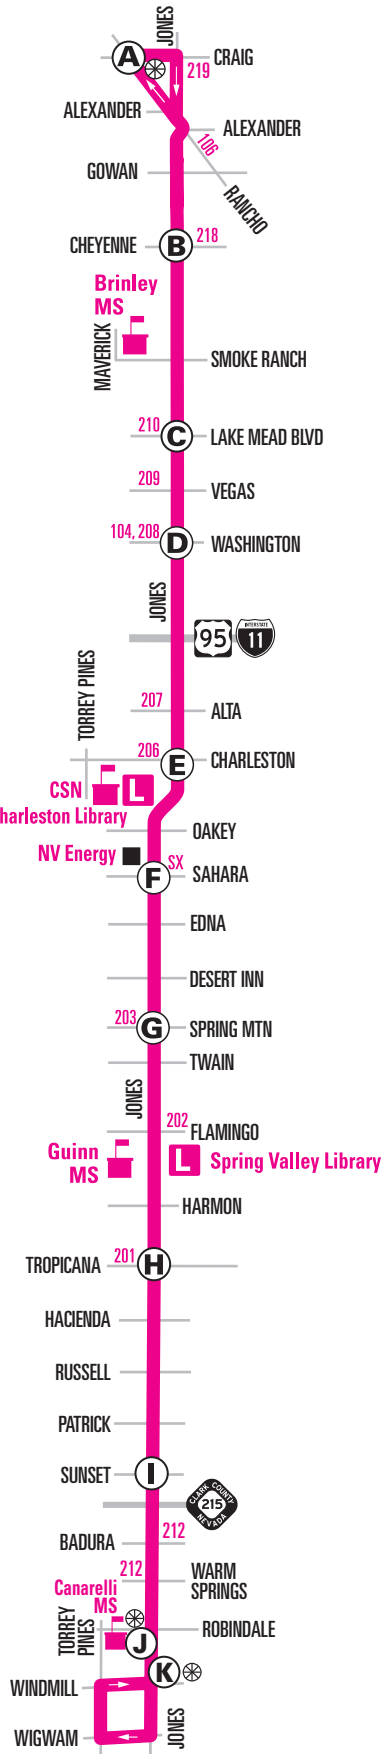 JONES
A
CRAIG
219
ALEXANDER
ALEXANDER
106
GOWAN
RANCHO
CHEYENNE
B
218
Brinley
MS
MAVERICK
SMOKE RANCH
210
C
LAKE MEAD BLVD
209
VEGAS
104, 208
D
WASHINGTON
JONES
95
INTERSTATE
11
TORREY PINES
207
ALTA
206
E
CHARLESTON
CSN
L
harleston Library
OAKEY
NV Energy
SX
F
SAHARA
EDNA
DESERT INN
203
G
SPRING MTN
TWAIN
JONES
202
FLAMINGO
Guinn
MS
L
Spring Valley Library
HARMON
TROPICANA
201
H
HACIENDA
RUSSELL
PATRICK
SUNSET
I
CLARK COUNTY
215
NEVADA
212
BADURA
212
WARM
SPRINGS
Canarelli
MS
TORREY
PINES
J
ROBINDALE
K
WINDMILL
JONES
WIGWAM